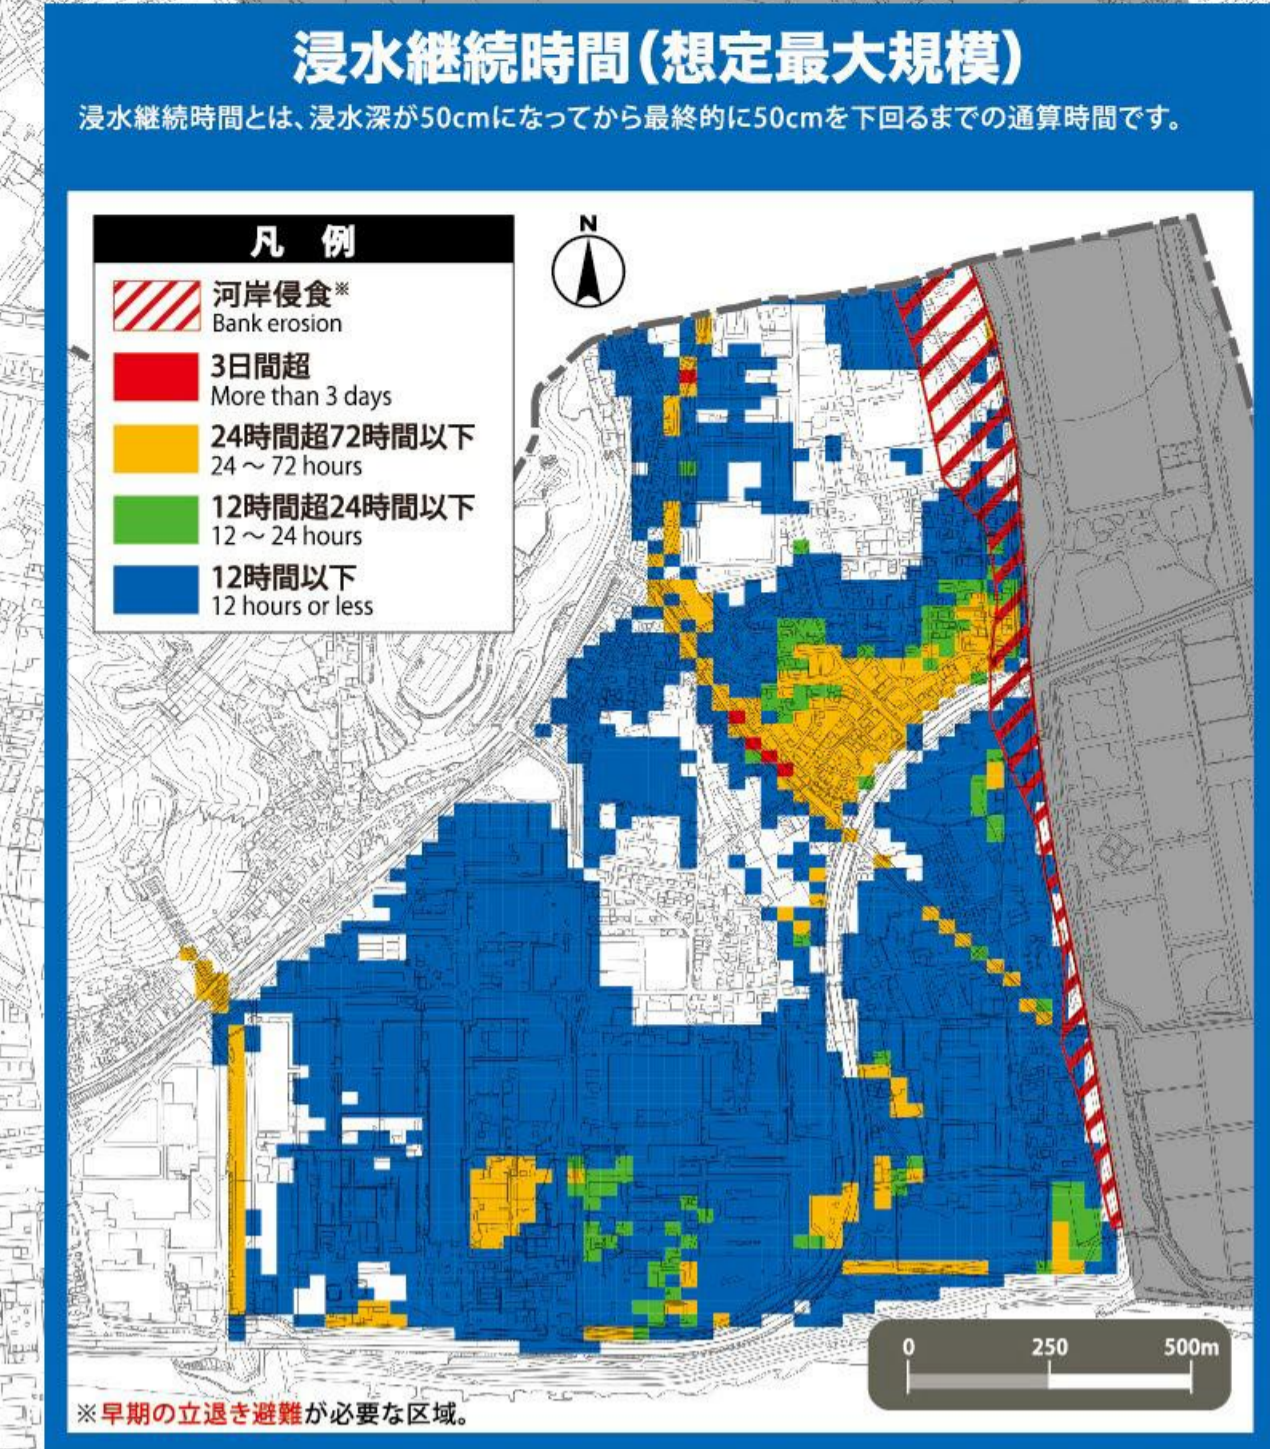 浸水継続時間(想定最大規模)
浸水継続時間とは、浸水深が50cmになってから最終的に50cmを下回るまでの通算時間です。
凡 例
河岸侵食※
Bank erosion
3日間超
More than 3 days
24時間超72時間以下
24 ～ 72 hours
12時間超24時間以下
12 ～ 24 hours
12時間以下
12 hours or less
N
0 250 500m
※早期の立退き避難が必要な区域。